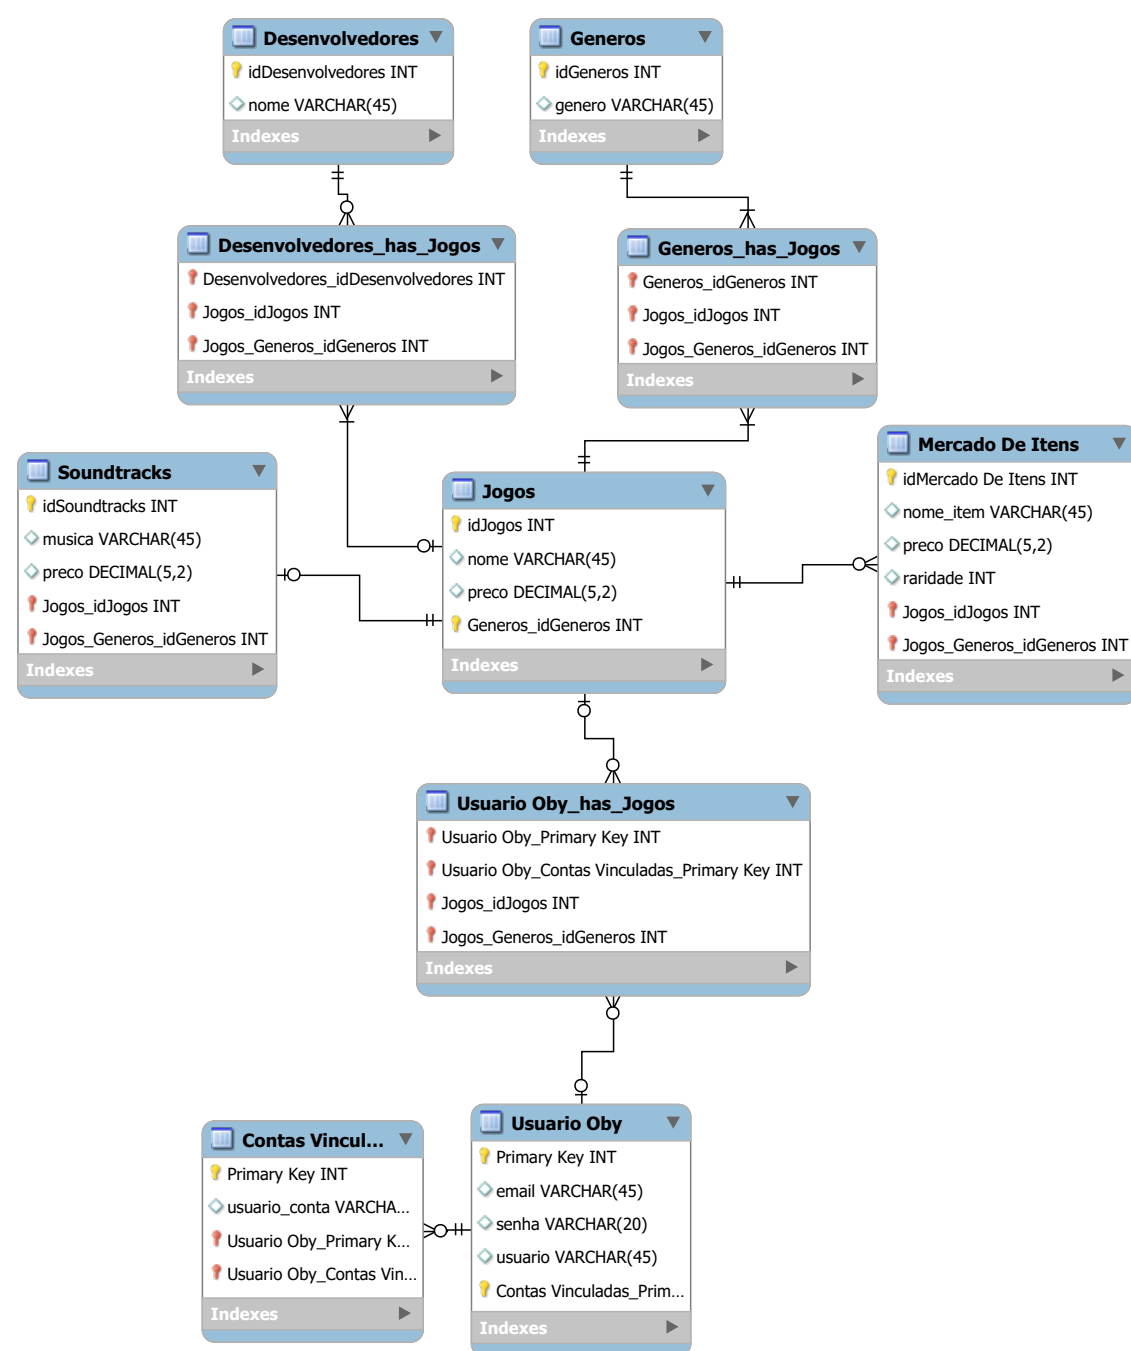 Desenvolvedores
idDesenvolvedores INT
nome VARCHAR(45)
Indexes
Generos
idGeneros INT
genero VARCHAR(45)
Indexes
Desenvolvedores_has_Jogos
Desenvolvedores_idDesenvolvedores INT
Jogos_idJogos INT
Jogos_Generos_idGeneros INT
Indexes
Generos_has_Jogos
Generos_idGeneros INT
Jogos_idJogos INT
Jogos_Generos_idGeneros INT
Indexes
Soundtracks
idSoundtracks INT
musica VARCHAR(45)
preco DECIMAL(5,2)
Jogos_idJogos INT
Jogos_Generos_idGeneros INT
Indexes
Jogos
idJogos INT
nome VARCHAR(45)
preco DECIMAL(5,2)
Generos_idGeneros INT
Indexes
Mercado De Itens
idMercado De Itens INT
nome_item VARCHAR(45)
preco DECIMAL(5,2)
raridade INT
Jogos_idJogos INT
Jogos_Generos_idGeneros INT
Indexes
Usuario Oby_has_Jogos
Usuario Oby_Primary Key INT
Usuario Oby_Contas Vinculadas_Primary Key INT
Jogos_idJogos INT
Jogos_Generos_idGeneros INT
Indexes
Contas Vincul...
Primary Key INT
usuario_conta VARCHA...
Usuario Oby_Primary K...
Usuario Oby_Contas Vin...
Indexes
Usuario Oby
Primary Key INT
email VARCHAR(45)
senha VARCHAR(20)
usuario VARCHAR(45)
Contas Vinculadas_Prim...
Indexes